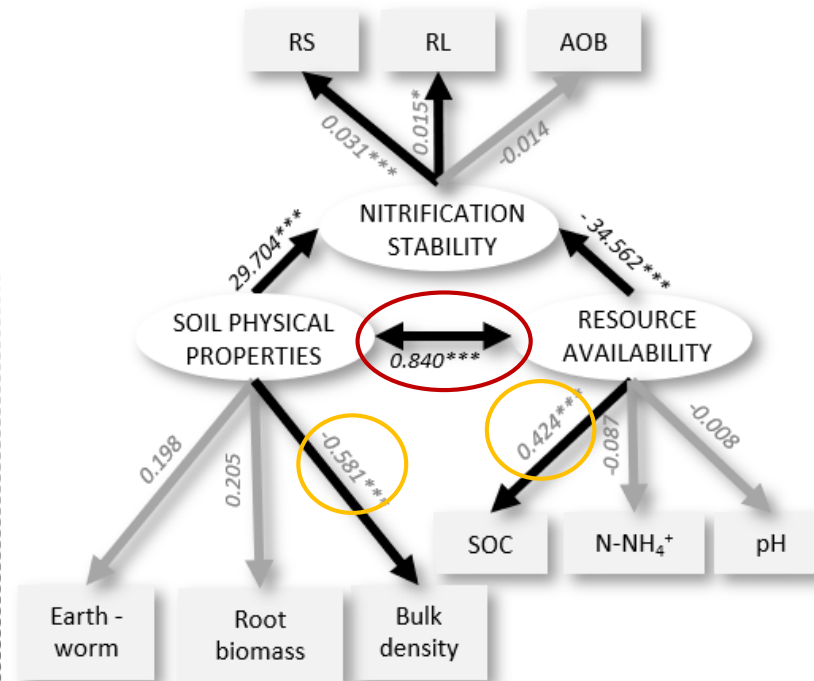 RS
RL
AOB
0.031***
0.015*
-0.014
NITRIFICATION
STABILITY
29.704***
- 34.562***
SOIL PHYSICAL
PROPERTIES
0.840***
RESOURCE
AVAILABILITY
0.198
0.205
-0.581***
0.424***
-0.087
-0.008
SOC
N-NH₄⁺
pH
Earth -
worm
Root
biomass
Bulk
density